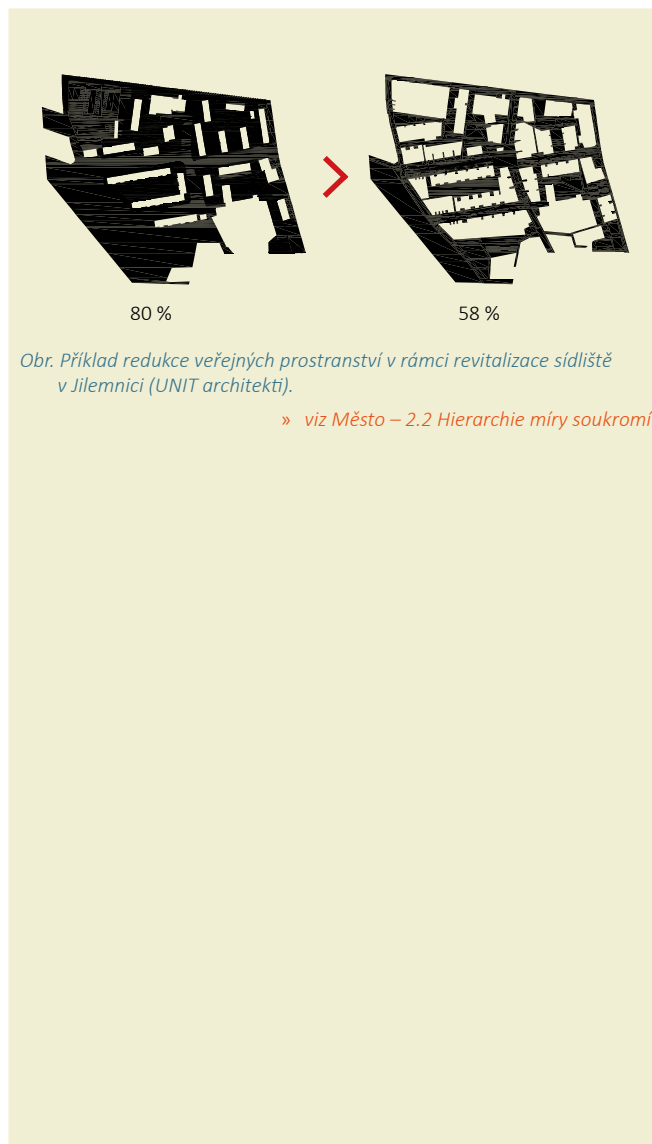 80 %
58 %
Obr. Příklad redukce veřejných prostranství v rámci revitalizace sídliště
v Jilemnici (UNIT architekti).
» viz Město – 2.2 Hierarchie míry soukromí